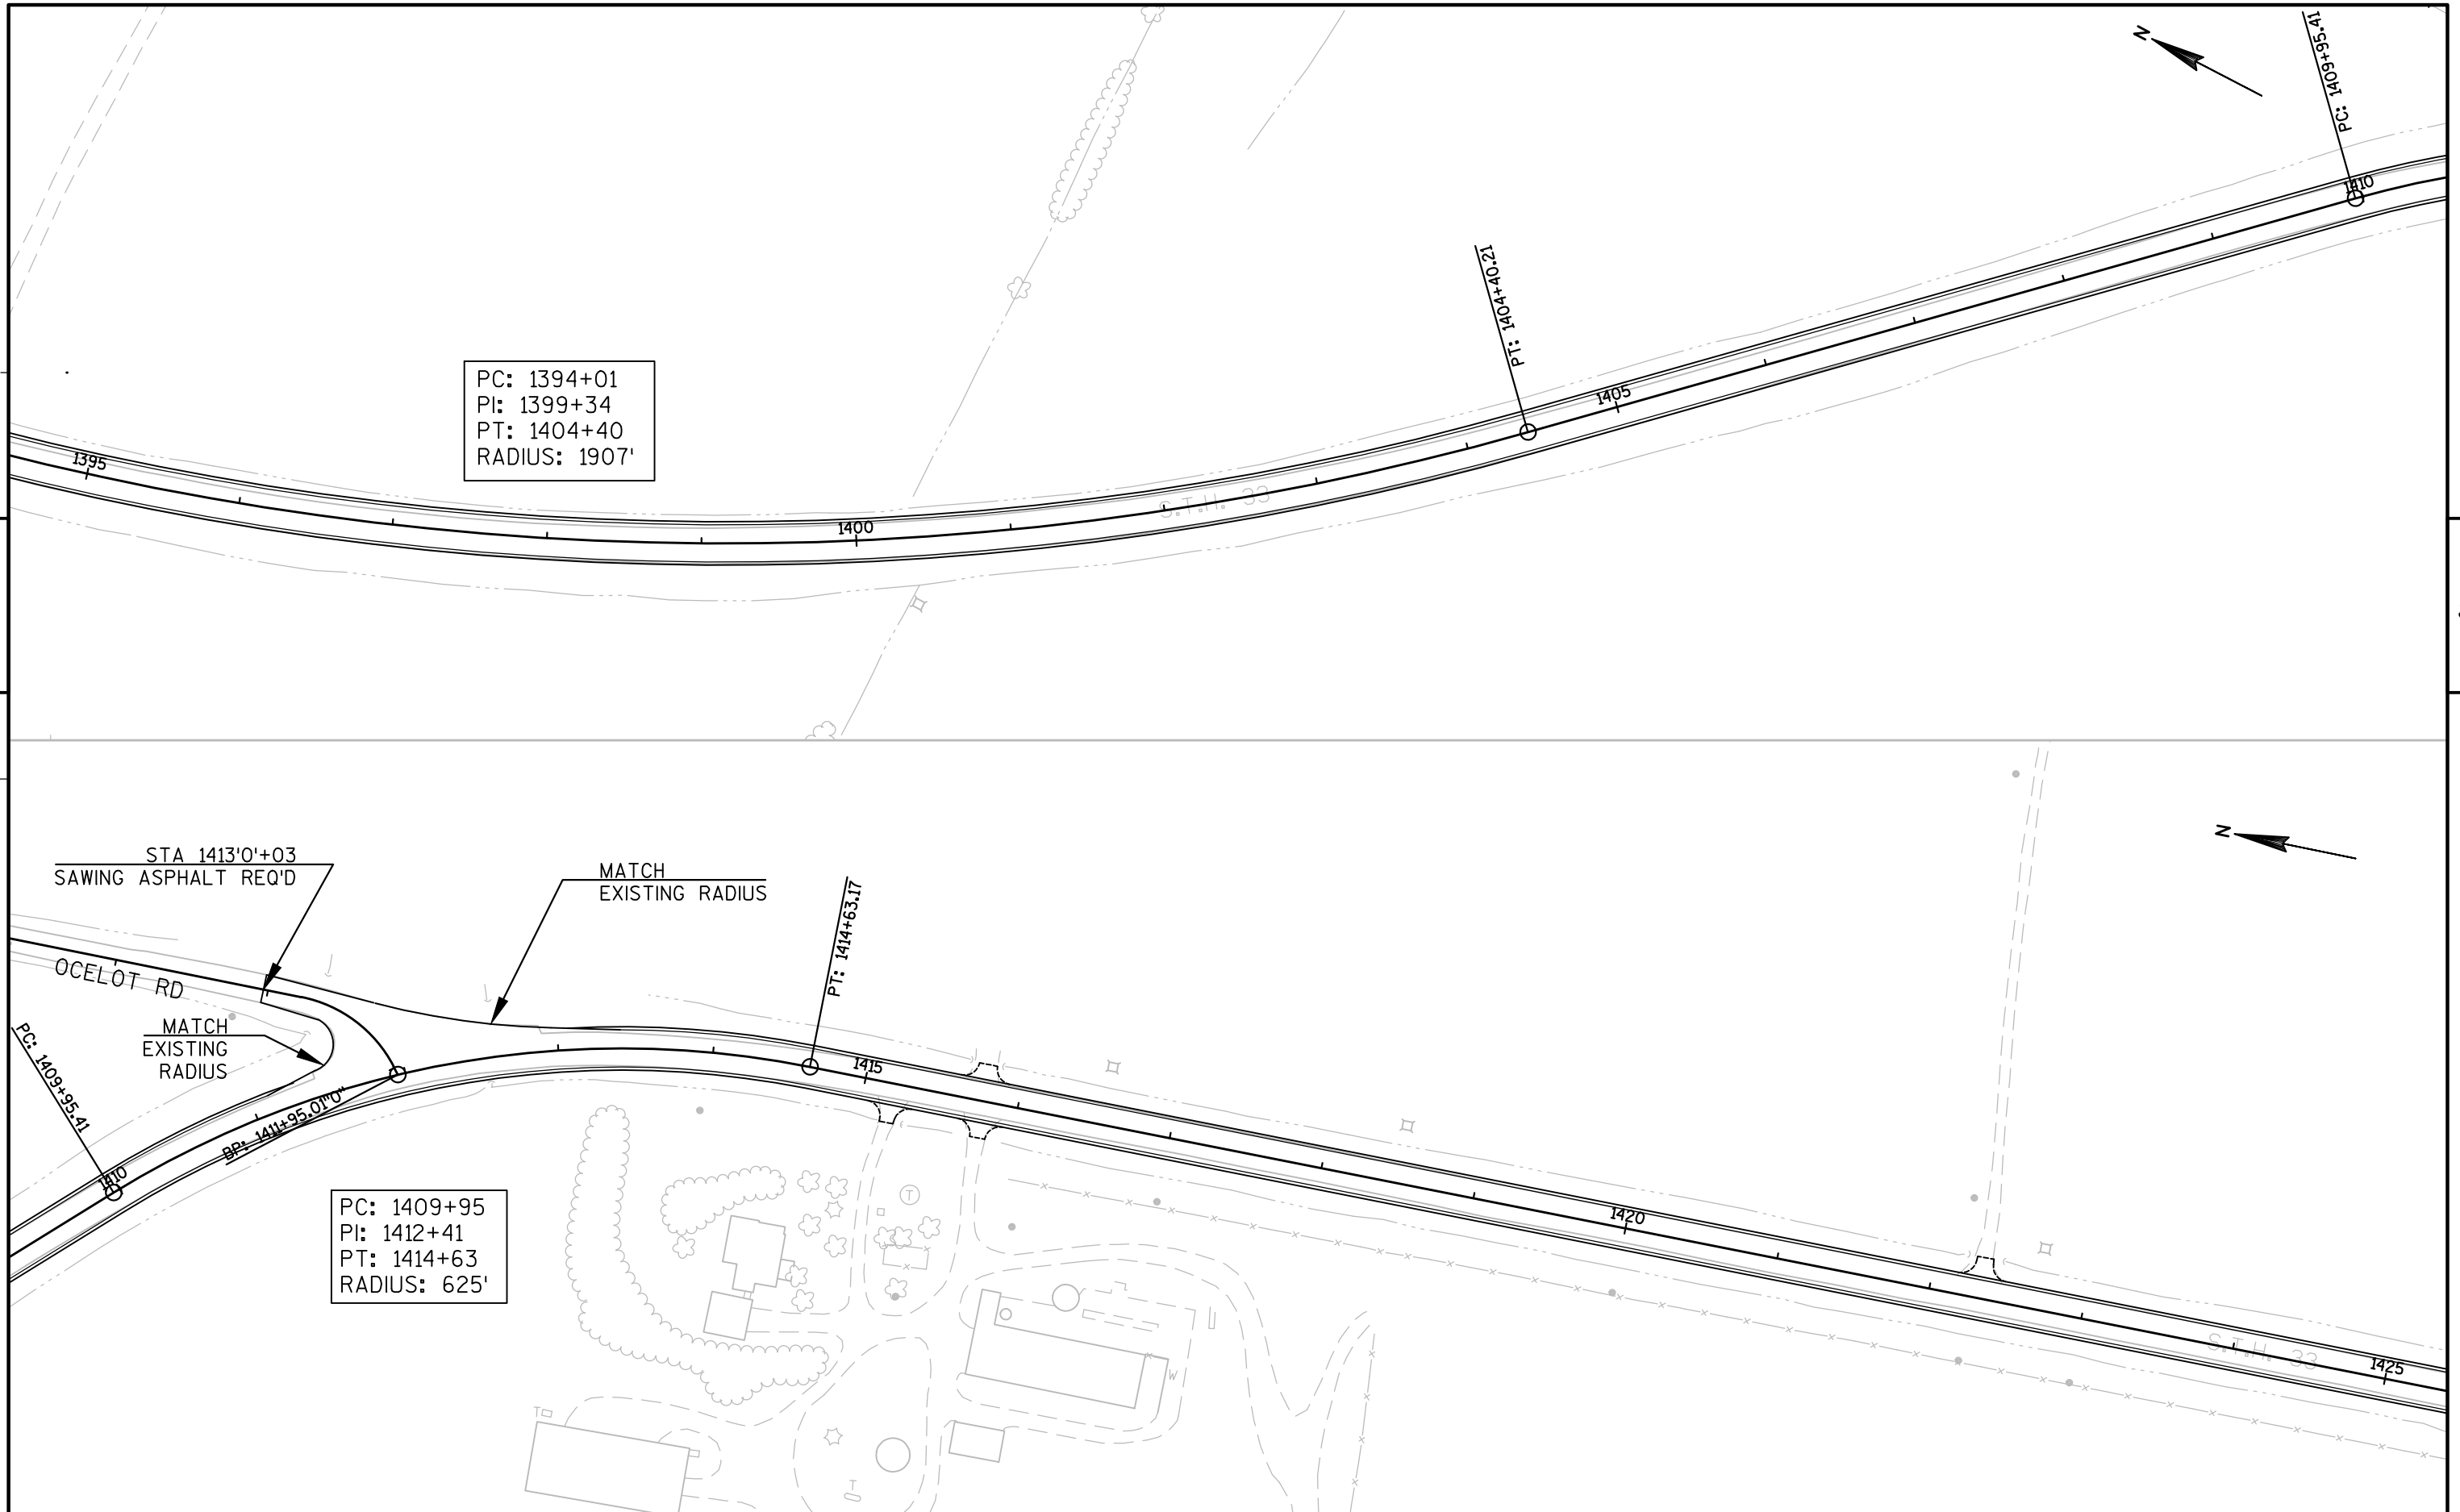 N
PC: 1409+95.41
1410
PT: 1404+40.21
1405
PC: 1394+01
PI: 1399+34
PT: 1404+40
RADIUS: 1907'
1395
1400
S.T.H. 33
N
STA 1413'0'+03
SAWING ASPHALT REQ'D
MATCH
EXISTING RADIUS
PT: 1414+63.17
OCELOT RD
MATCH
EXISTING
RADIUS
PC: 1409+95.41
1415
BP: 1411+95.01"0"
1410
PC: 1409+95
PI: 1412+41
PT: 1414+63
RADIUS: 625'
T
1420
S.T.H. 33
1425
W
T
T